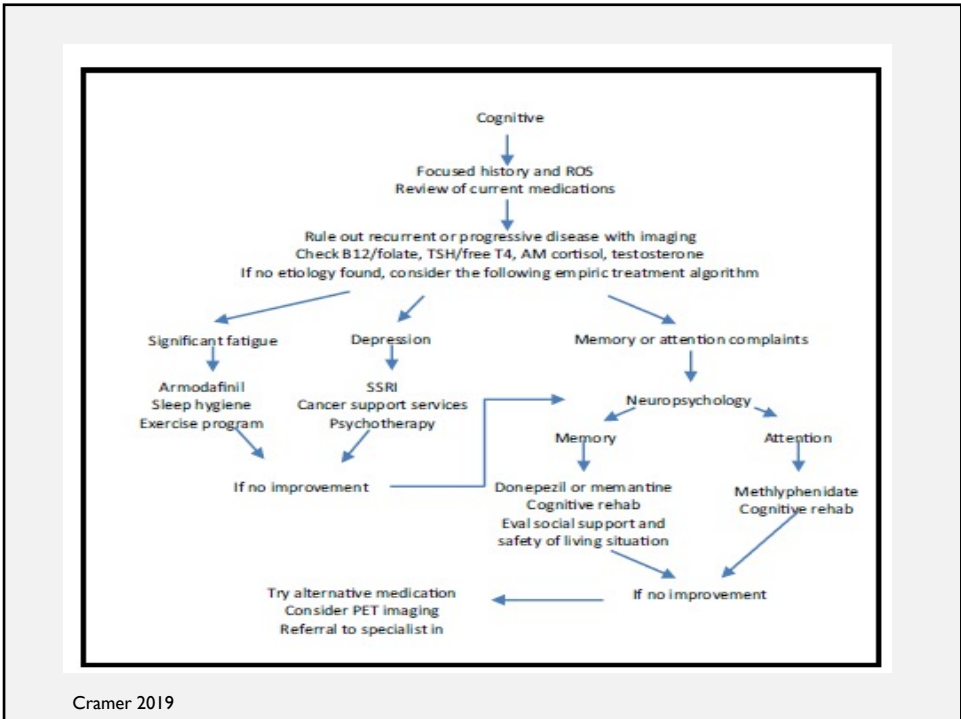 Cognitive
Focused history and ROS
Review of current medications
Rule out recurrent or progressive disease with imaging
Check B12/folate, TSH/free T4, AM cortisol, testosterone
If no etiology found, consider the following empiric treatment algorithm
Significant fatigue
Depression
Memory or attention complaints
Armodafinil
Sleep hygiene
Exercise program
SSRI
Cancer support services
Psychotherapy
Neuropsychology
Memory
Attention
If no improvement
Donepezil or memantine
Cognitive rehab
Eval social support and
safety of living situation
Methlyphenidate
Cognitive rehab
If no improvement
Try alternative medication
Consider PET imaging
Referral to specialist in
Cramer 2019